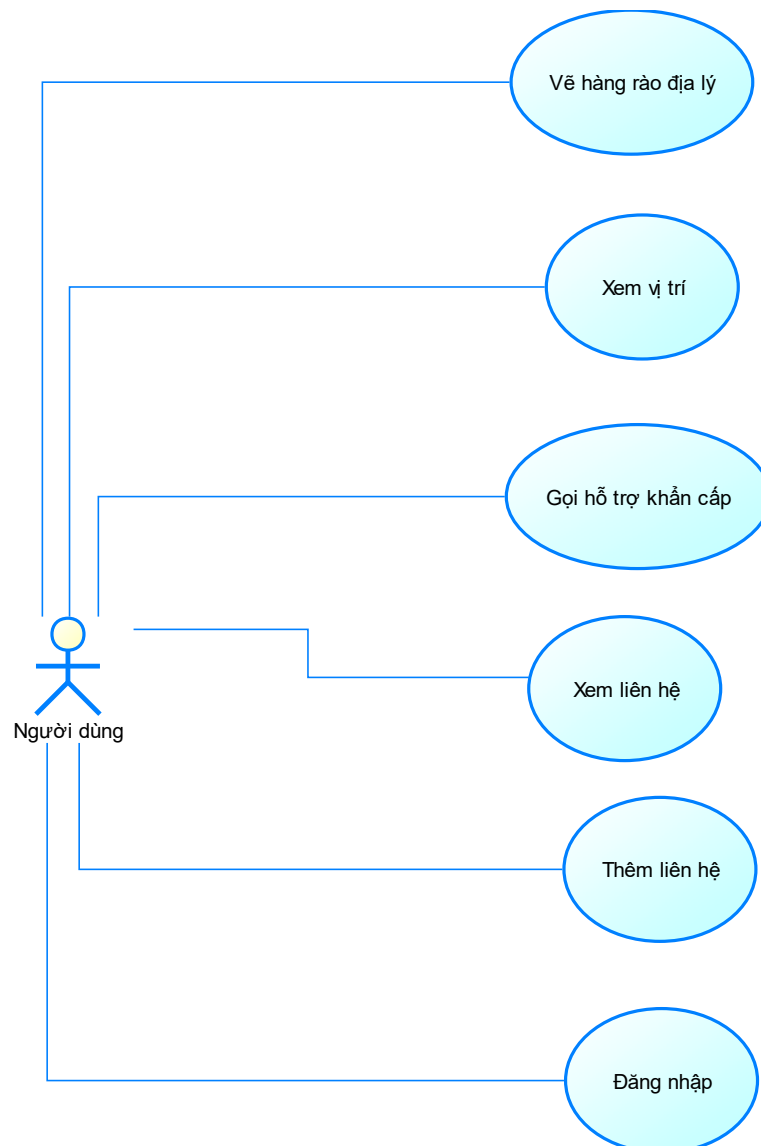 Vẽ hàng rào địa lý
Xem vị trí
Gọi hỗ trợ khẩn cấp
Xem liên hệ
Người dùng
Thêm liên hệ
Đăng nhập